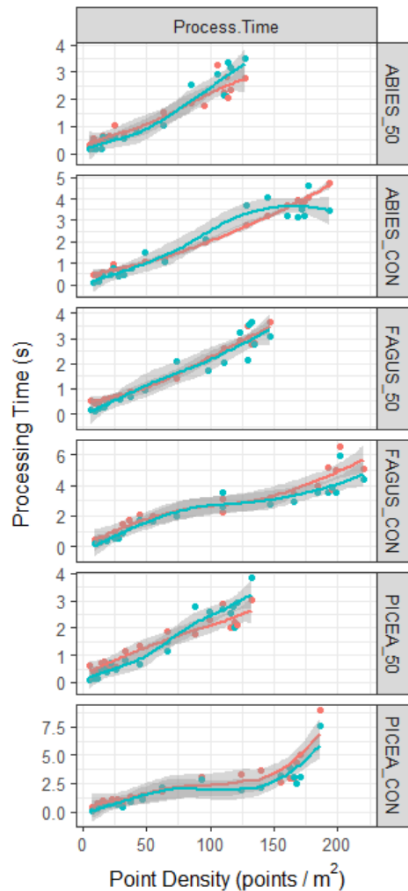 Process.Time
4
3
2
1
0
ABIES_50
5
4
3
2
1
0
ABIES_CON
4
3
2
1
0
FAGUS_50
6
4
2
0
FAGUS_CON
4
3
2
1
0
PICEA_50
7.5
5.0
2.5
0.0
PICEA_CON
Processing Time (s)
0 50 100 150 200
Point Density (points / m²)